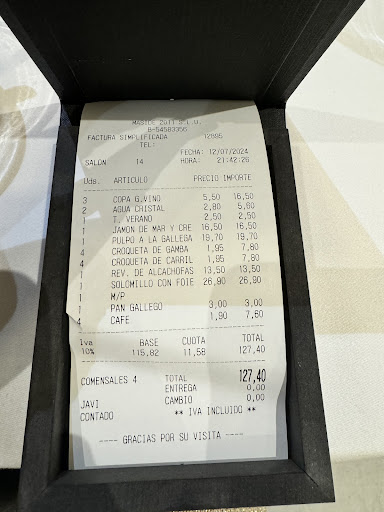 MASIDE 2011 S.L.U.
B-54583356
FACTURA SIMPLIFICADA 12695
TEL:
FECHA: 12/07/2024
SALON 14 HORA: 21:42:26
Uds. ARTICULO PRECIO IMPORTE
3 COPA G.VINO 5,50 16,50
2 AGUA CRISTAL 2,80 5,60
1 T. VERANO 2,50 2,50
1 JAMON DE MAR Y CRE 16,50 16,50
1 PULPO A LA GALLEGA 19,70 19,70
4 CROQUETA DE GAMBA 1,95 7,80
4 CROQUETA DE CARRIL 1,95 7,80
1 REV. DE ALCACHOFAS 13,50 13,50
1 SOLOMILLO CON FOIE 26,90 26,90
1 M/P
1 PAN GALLEGO 3,00 3,00
4 CAFE 1,90 7,60
Iva BASE CUOTA TOTAL
10% 115,82 11,58 127,40
COMENSALES 4 TOTAL 127,40
ENTREGA 0,00
JAVI CAMBIO 0,00
CONTADO ** IVA INCLUIDO **
---- GRACIAS POR SU VISITA ----